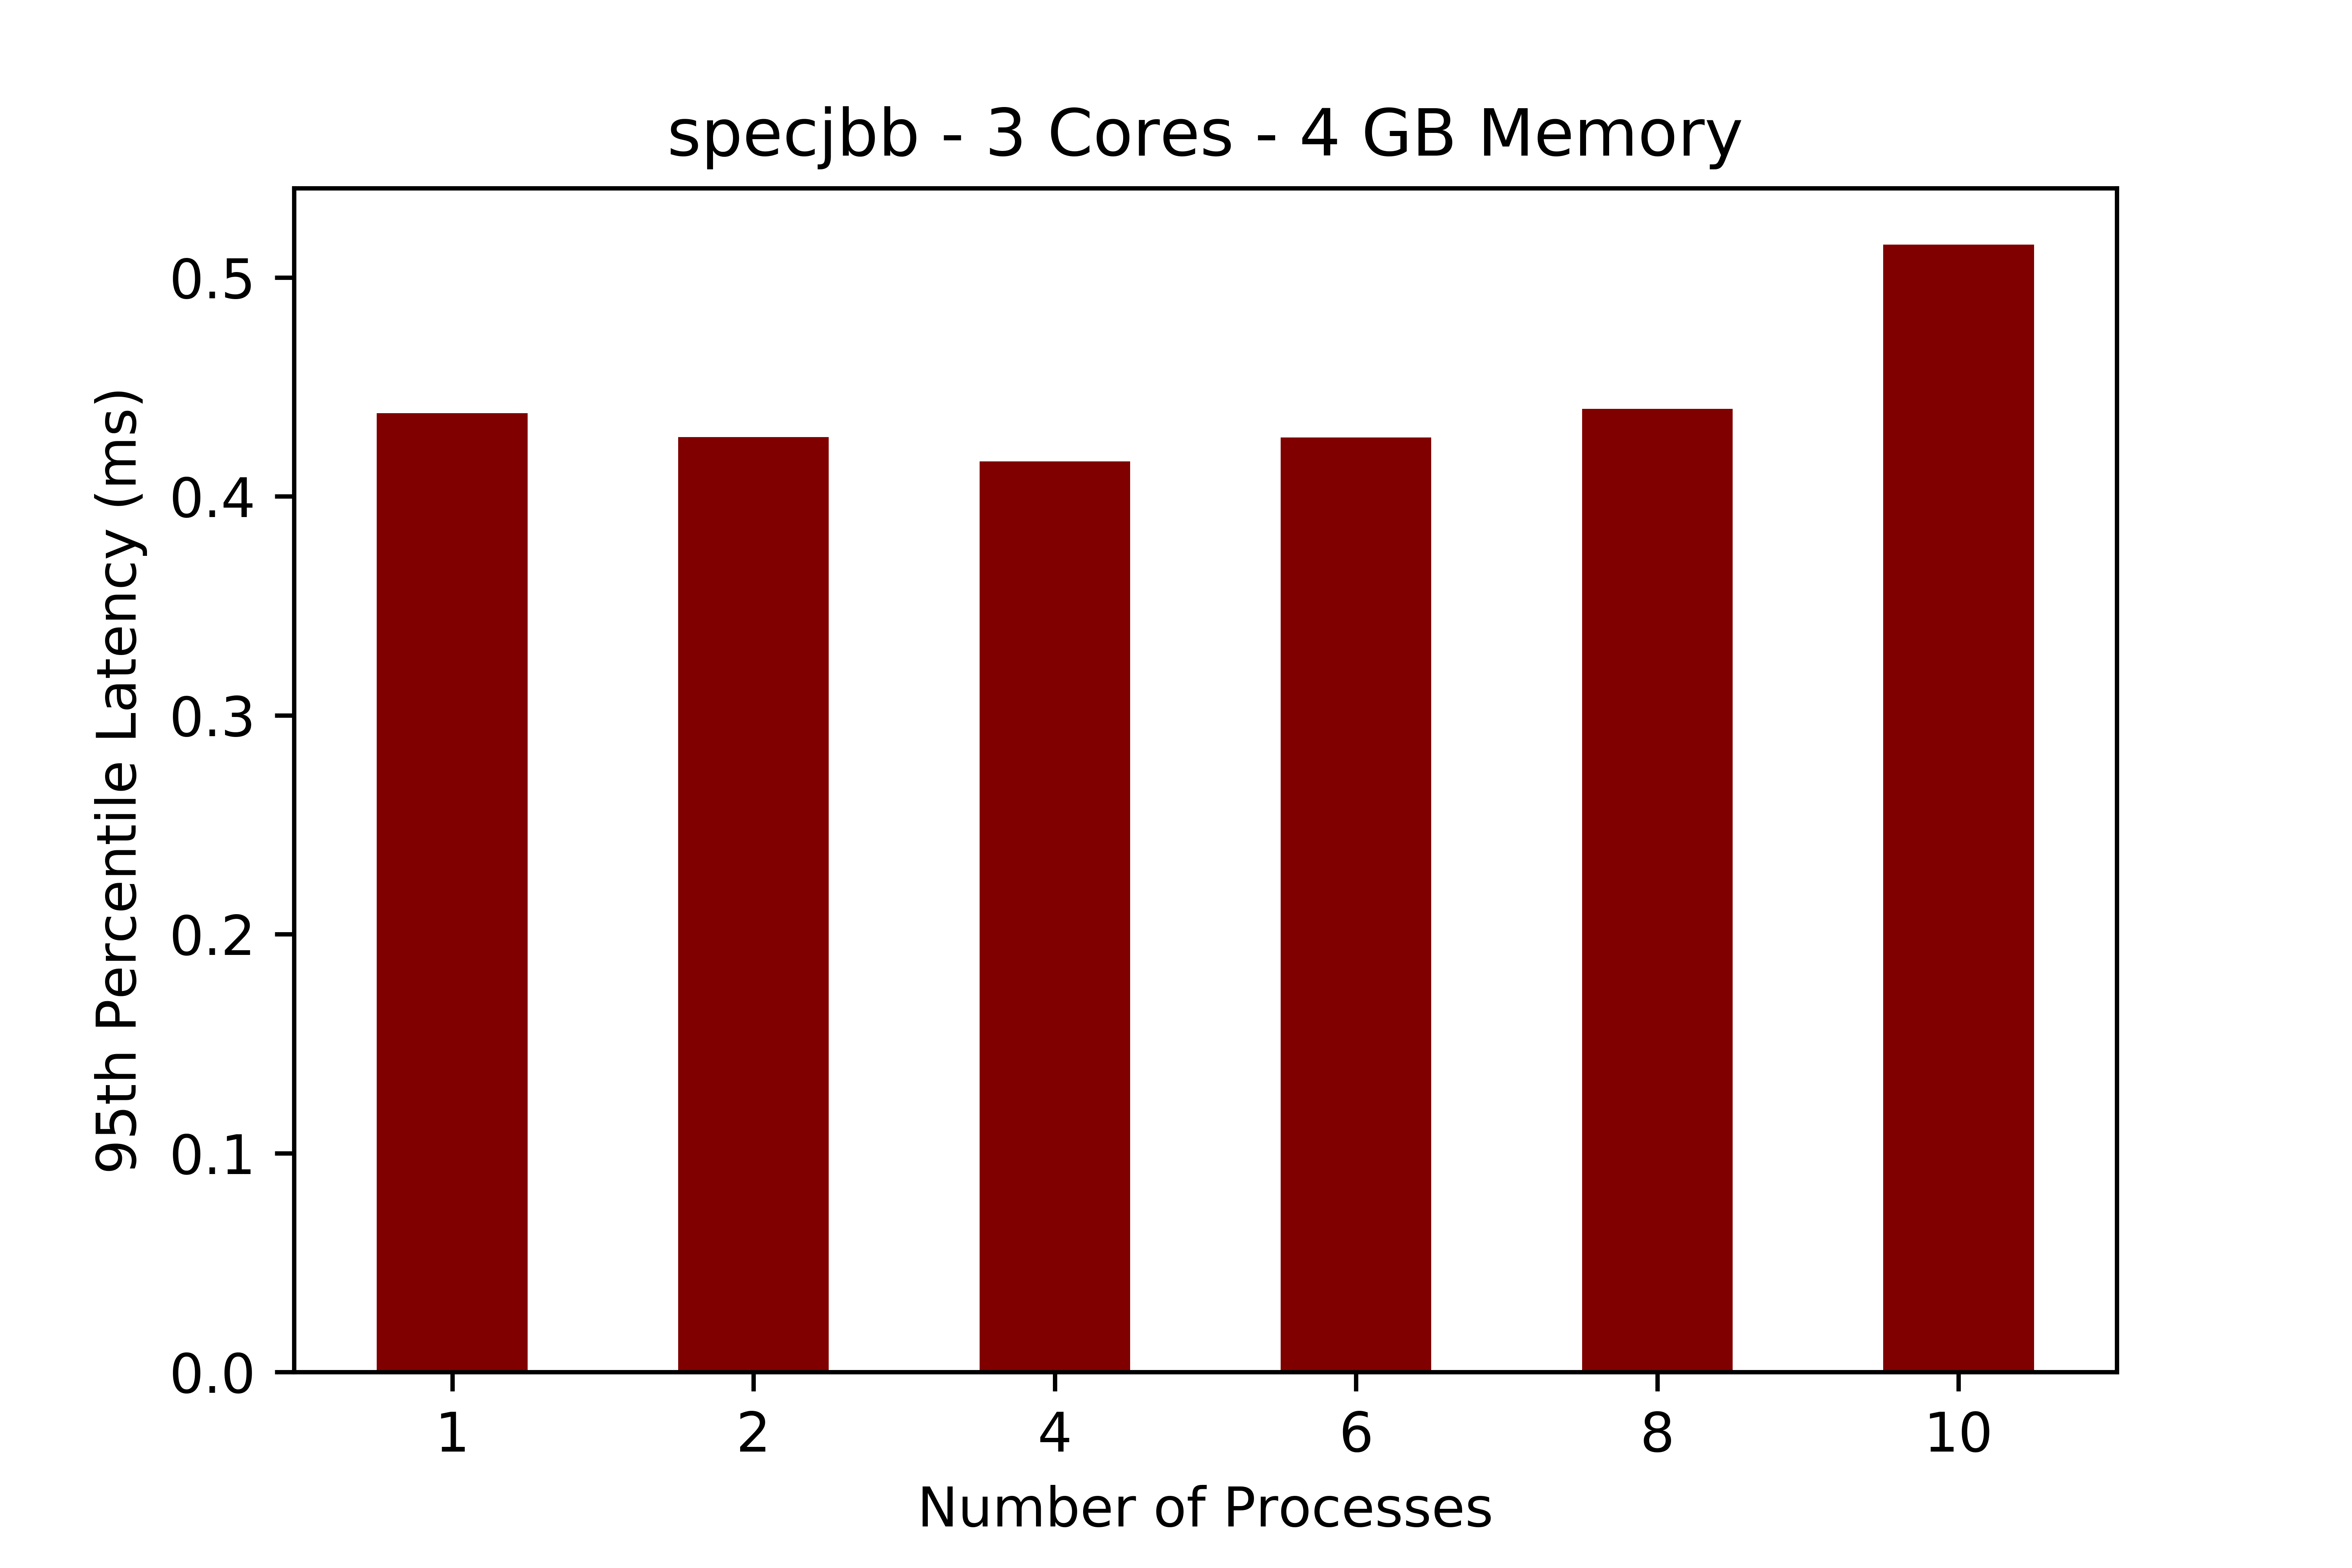 specjbb - 3 Cores - 4 GB Memory
95th Percentile Latency (ms)
0.5
0.4
0.3
0.2
0.1
0.0
1 2 4 6 8 10
Number of Processes